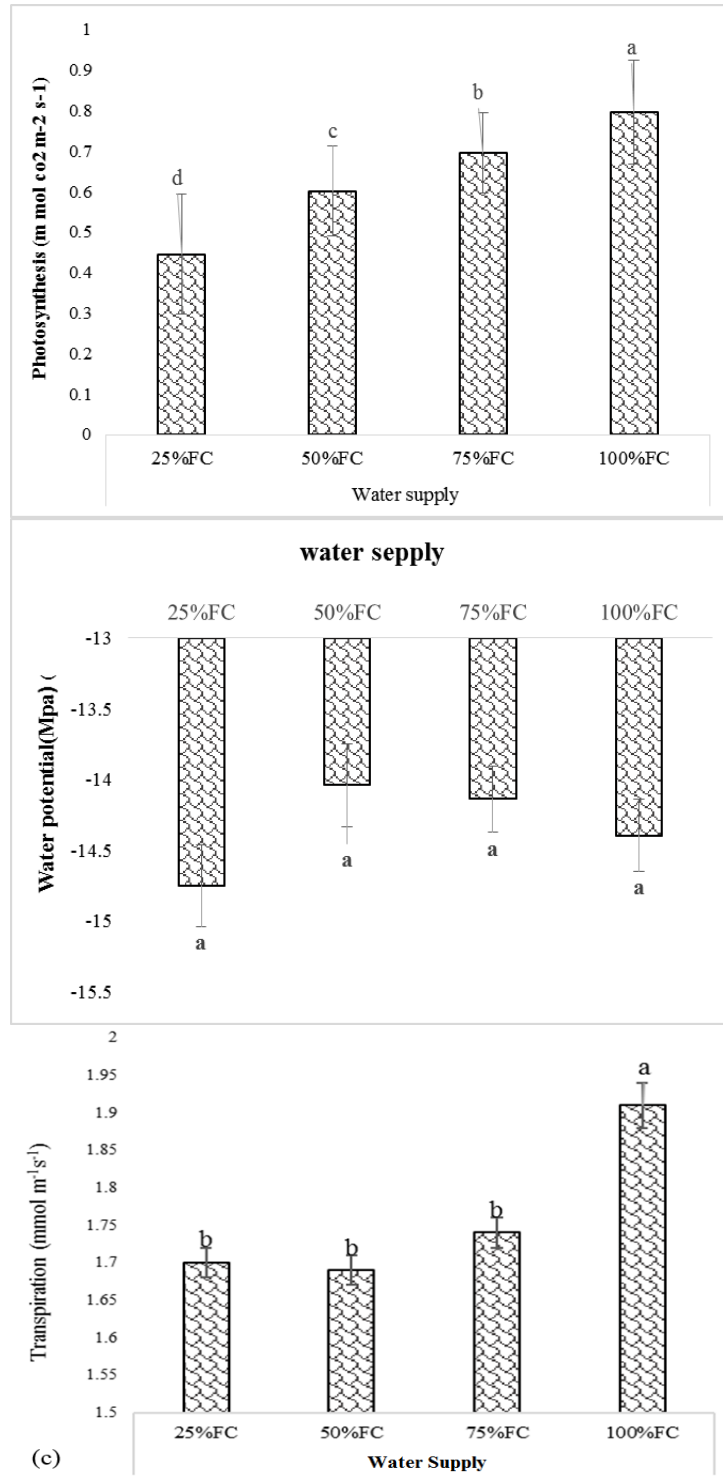 Photosynthesis (m mol co2 m-2 s-1)
1
0.9
0.8
0.7
0.6
0.5
0.4
0.3
0.2
0.1
0
d
c
b
a
25%FC 50%FC 75%FC 100%FC
Water supply
water sepply
25%FC 50%FC 75%FC 100%FC
Water potential(Mpa) (
-13
-13.5
-14
-14.5
-15
-15.5
a
a
a
a
Transpiration (mmol m⁻¹s⁻¹)
2
1.95
1.9
1.85
1.8
1.75
1.7
1.65
1.6
1.55
1.5
b
b
b
a
25%FC 50%FC 75%FC 100%FC
(c) Water Supply